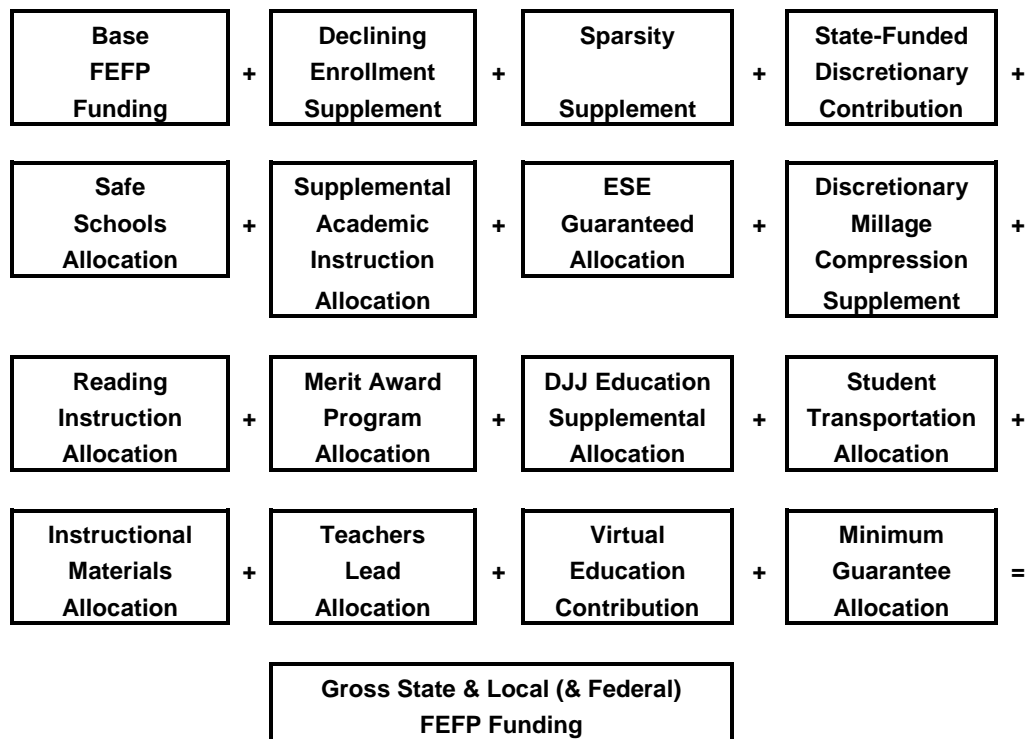 Base Declining Sparsity State-Funded
FEFP + Enrollment + + Discretionary +
Funding Supplement Supplement Contribution
Safe Supplemental ESE Discretionary
Schools + Academic + Guaranteed + Millage +
Allocation Instruction Allocation Compression
Allocation Supplement
Reading Merit Award DJJ Education Student
Instruction + Program + Supplemental + Transportation +
Allocation Allocation Allocation Allocation
Instructional Teachers Virtual Minimum
Materials + Lead + Education + Guarantee =
Allocation Allocation Contribution Allocation
Gross State & Local (& Federal)
FEFP Funding